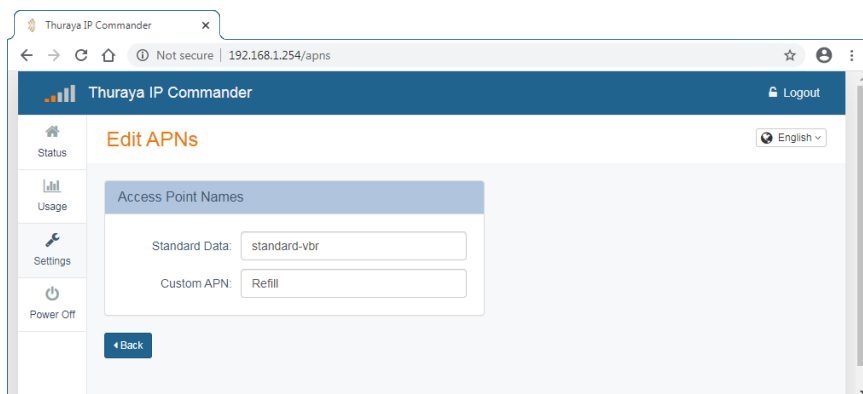 Thuraya IP Commander
Not secure | 192.168.1.254/apns
Thuraya IP Commander
Logout
Status
Edit APNs
English
Usage
Access Point Names
Settings
Standard Data: standard-vbr
Custom APN: Refill
Power Off
Back